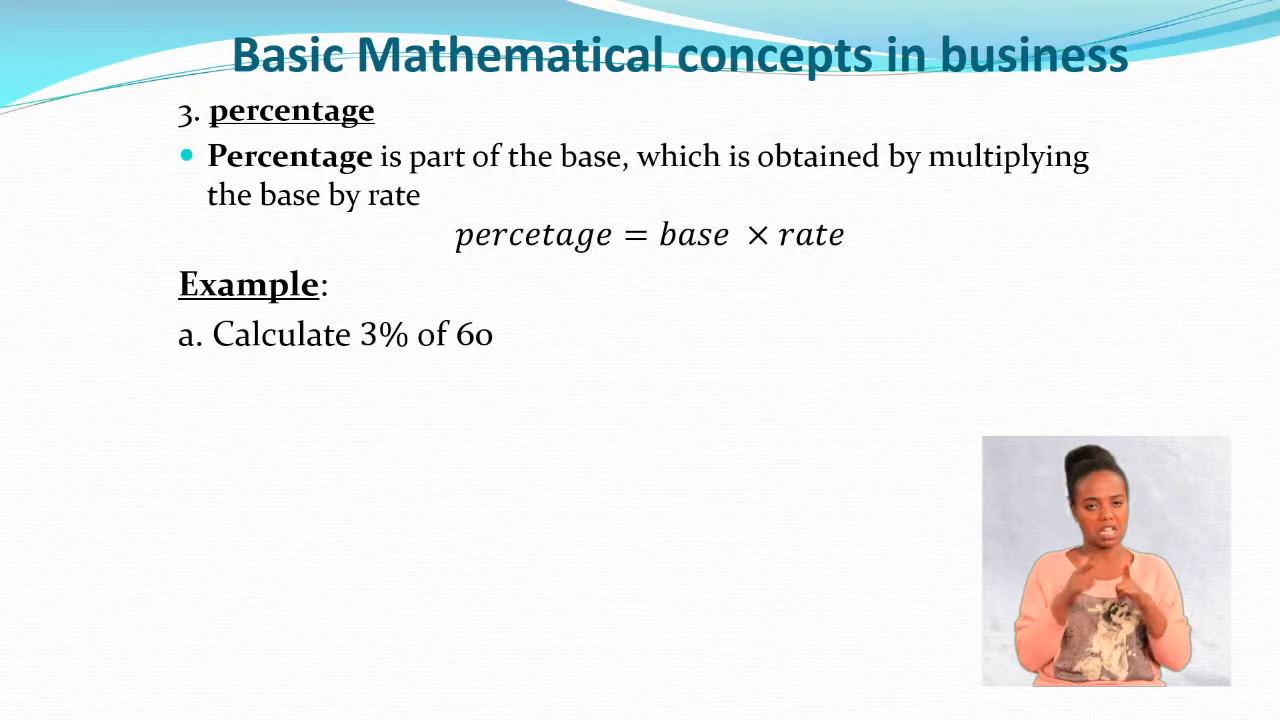 Basic Mathematical concepts in business
3. percentage
• Percentage is part of the base, which is obtained by multiplying
the base by rate
percetage = base × rate
Example:
a. Calculate 3% of 60